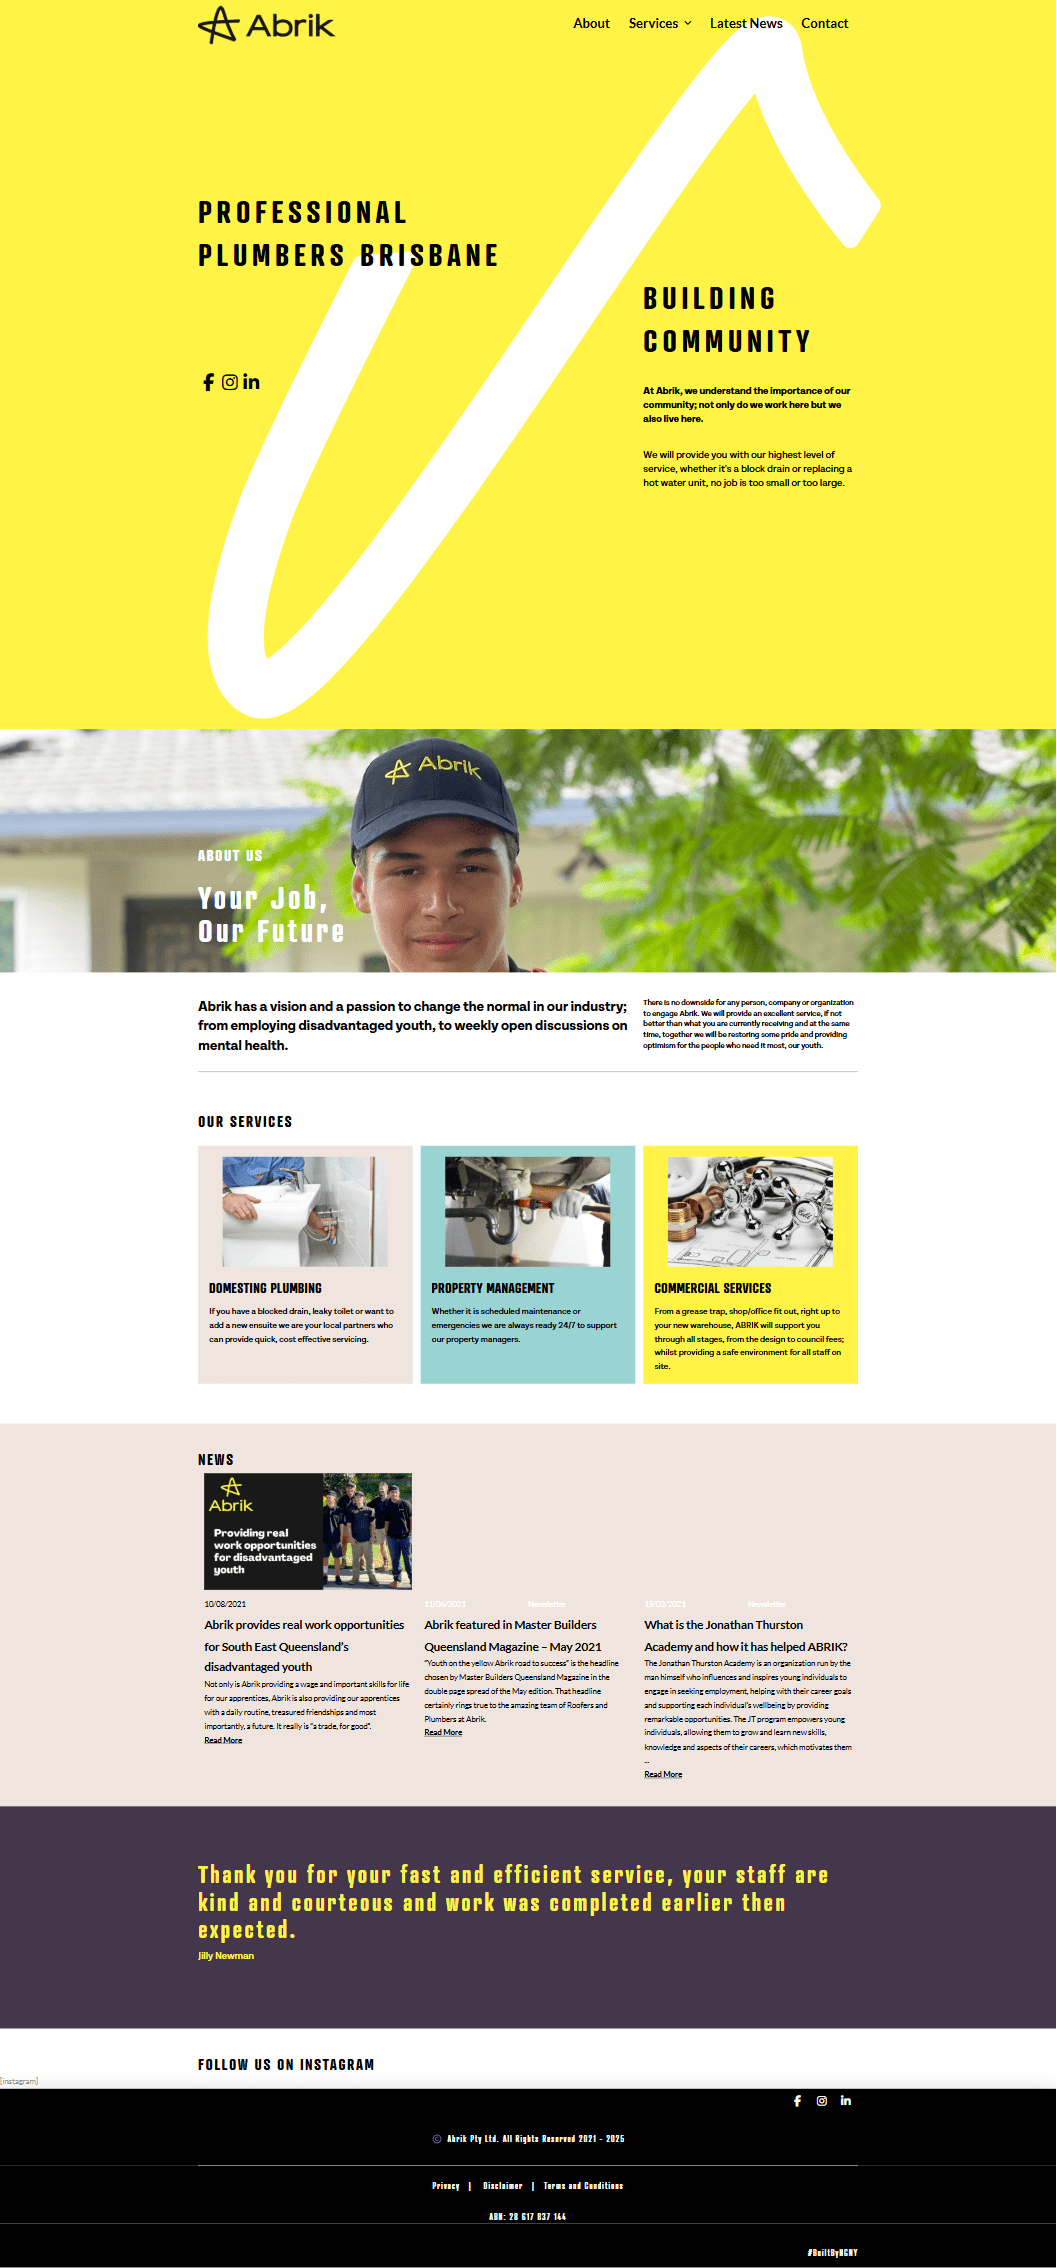 Abrik
About Services Latest News Contact
PROFESSIONAL
PLUMBERS BRISBANE
BUILDING
COMMUNITY
At Abrik, we understand the importance of our
community; not only do we work here but we
also live here.
We will provide you with our highest level of
service, whether it's a block drain or replacing a
hot water unit, no job is too small or too large.
Abrik
ABOUT US
Your Job,
Our Future
Abrik has a vision and a passion to change the normal in our industry;
from employing disadvantaged youth, to weekly open discussions on
mental health.
There is no downside for any person, company or organization
to engage Abrik. We will provide an excellent service, if not
better than what you are currently receiving and at the same
time, together we will be restoring some pride and providing
optimism for the people who need it most, our youth.
OUR SERVICES
DOMESTING PLUMBING
If you have a blocked drain, leaky toilet or want to
add a new ensuite we are your local partners who
can provide quick, cost effective servicing.
PROPERTY MANAGEMENT
Whether it is scheduled maintenance or
emergencies we are always ready 24/7 to support
our property managers.
Cold
COMMERCIAL SERVICES
From a grease trap, shop/office fit out, right up to
your new warehouse, ABRIK will support you
through all stages, from the design to council fees;
whilst providing a safe environment for all staff on
site.
NEWS
Abrik
Providing real
work opportunities
for disadvantaged
youth
10/08/2021
Abrik provides real work opportunities
for South East Queensland's
disadvantaged youth
Not only is Abrik providing a wage and important skills for life
for our apprentices, Abrik is also providing our apprentices
with a daily routine, treasured friendships and most
importantly, a future. It really is "a trade, for good".
Read More
11/06/2021 Newsletter
Abrik featured in Master Builders
Queensland Magazine – May 2021
"Youth on the yellow Abrik road to success" is the headline
chosen by Master Builders Queensland Magazine in the
double page spread of the May edition. That headline
certainly rings true to the amazing team of Roofers and
Plumbers at Abrik.
Read More
Newsletter
What is the Jonathan Thurston
Academy and how it has helped ABRIK?
The Jonathan Thurston Academy is an organization run by the
man himself who influences and inspires young individuals to
engage in seeking employment, helping with their career goals
and supporting each individual's wellbeing by providing
remarkable opportunities. The JT program empowers young
individuals, allowing them to grow and learn new skills,
knowledge and aspects of their careers, which motivates them
...
Read More
Thank you for your fast and efficient service, your staff are
kind and courteous and work was completed earlier then
expected.
Jilly Newman
FOLLOW US ON INSTAGRAM
[instagram]
© Abrik Pty Ltd. All Rights Reserved 2021 - 2025
Privacy | Disclaimer | Terms and Conditions
ABN: 28 617 837 144
#BuiltByNGNY